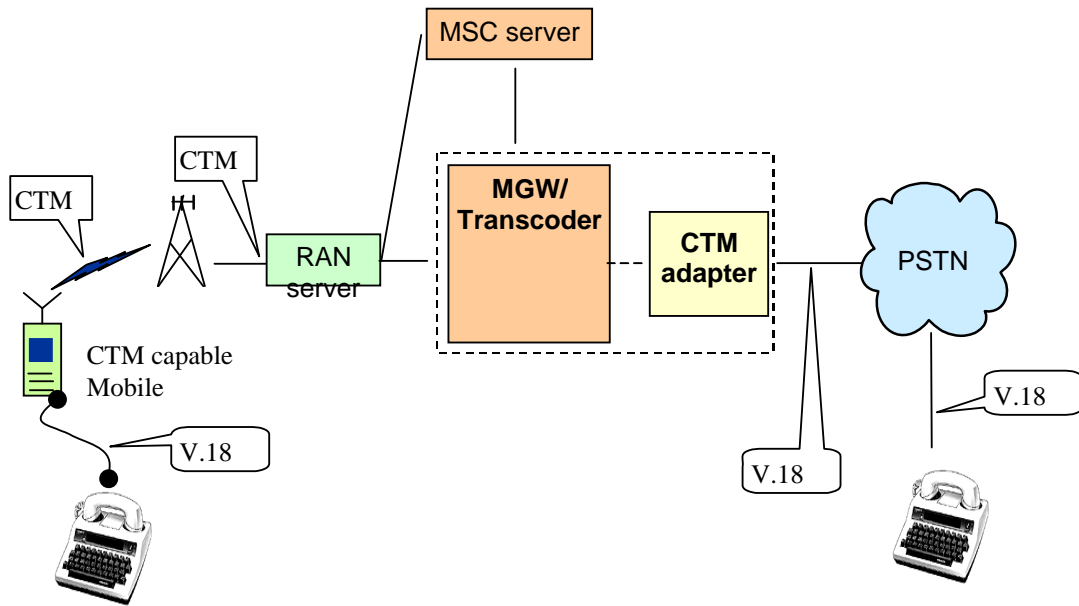 MSC server
CTM
CTM
MGW/
Transcoder
RAN
server
CTM
adapter
PSTN
CTM capable
Mobile
V.18
V.18
V.18